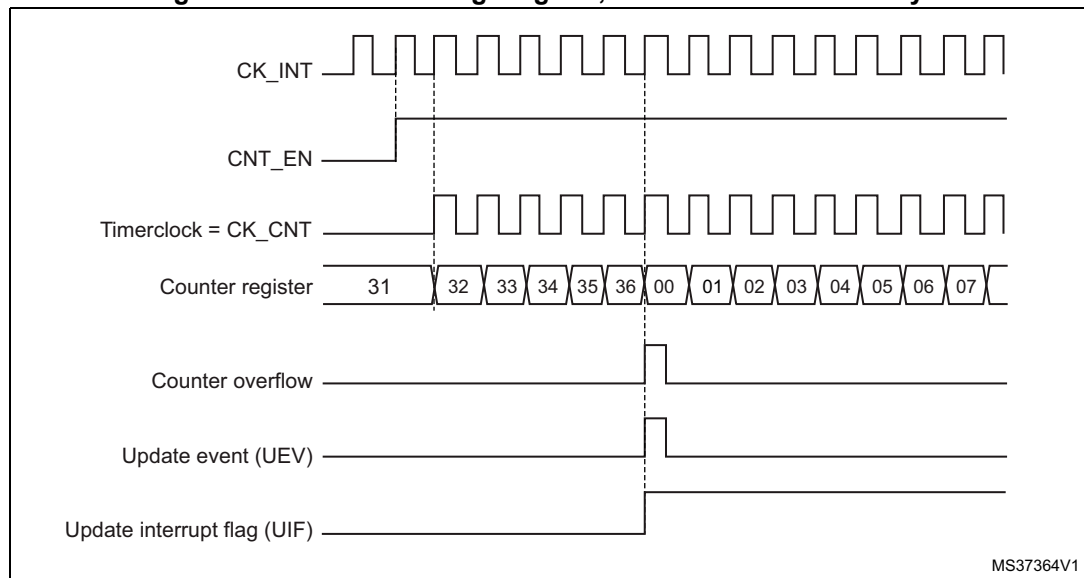 CK_INT
CNT_EN
Timerclock = CK_CNT
Counter register 31 32 33 34 35 36 00 01 02 03 04 05 06 07
Counter overflow
Update event (UEV)
Update interrupt flag (UIF)
MS37364V1